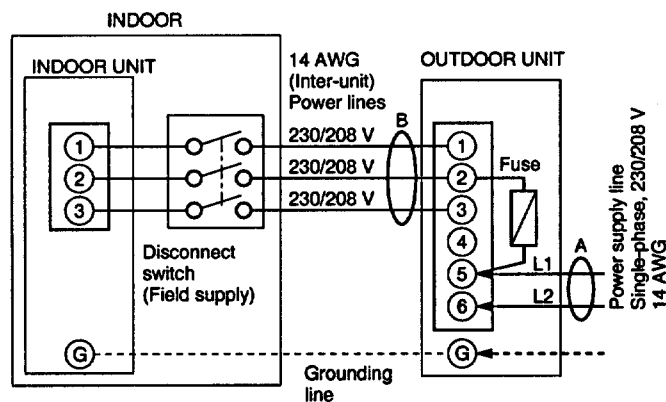 INDOOR
INDOOR UNIT
14 AWG
(Inter-unit)
Power lines
OUTDOOR UNIT
B
1
230/208 V
1
2
230/208 V
2
Fuse
3
230/208 V
3
4
Disconnect
switch
(Field supply)
5
L1
A
6
L2
Power supply line
Single-phase, 230/208 V
14 AWG
G
G
Grounding
line